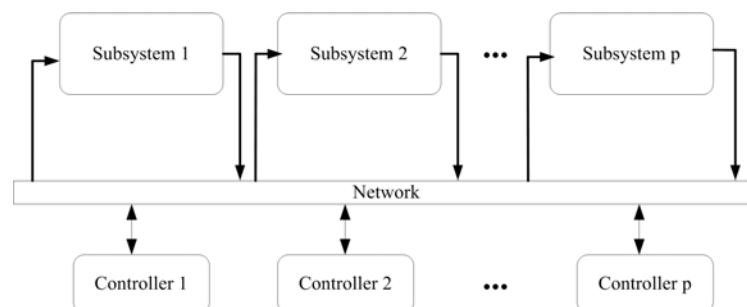 Subsystem 1
Subsystem 2
•••
Subsystem p
Network
Controller 1
Controller 2
•••
Controller p